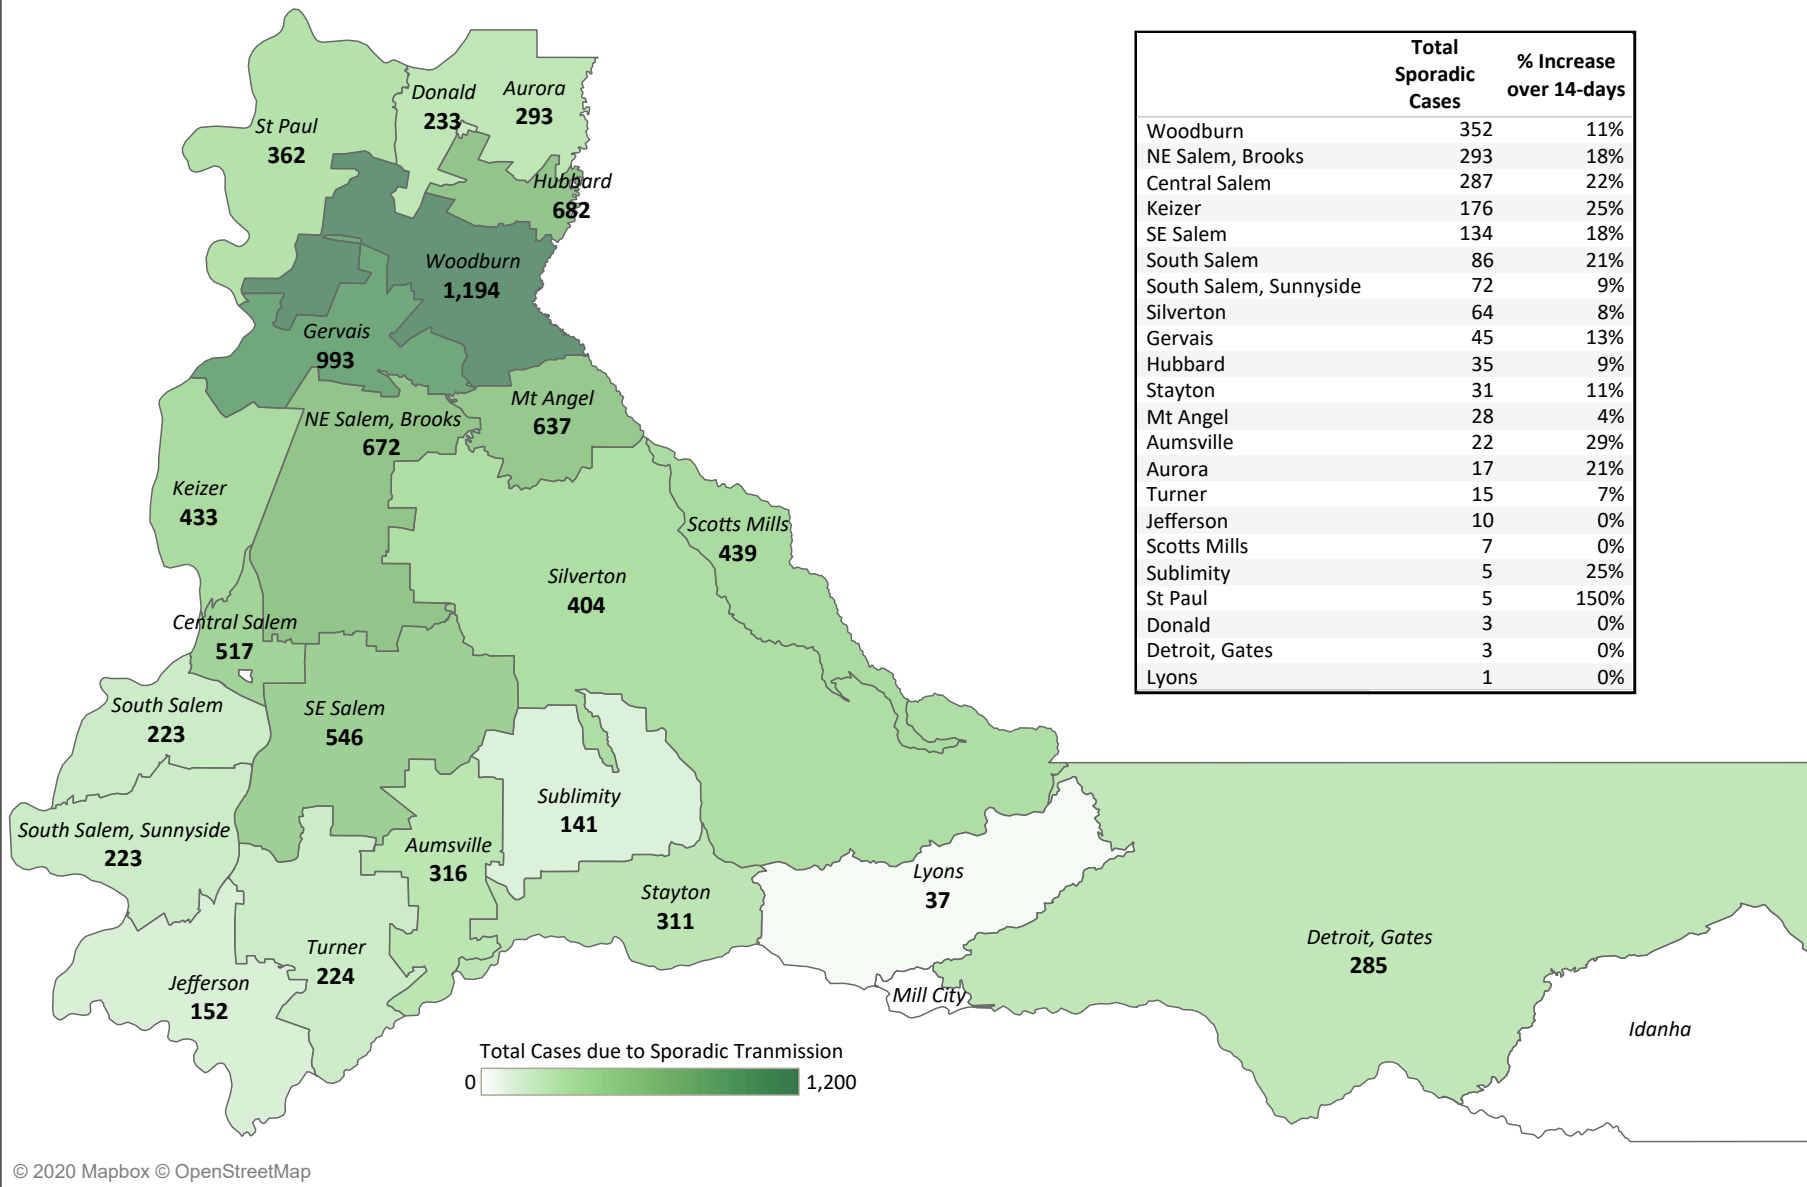 St Paul
362
Donald
233
Aurora
293
Hubbard
682
Woodburn
1,194
Gervais
993
NE Salem, Brooks
672
Mt Angel
637
Keizer
433
Scotts Mills
439
Silverton
404
Central Salem
517
South Salem
223
SE Salem
546
South Salem, Sunnyside
223
Sublimity
141
Aumsville
316
Lyons
37
Stayton
311
Detroit, Gates
285
Turner
224
Jefferson
152
Mill City
Idanha
Total Cases due to Sporadic Tranmission
0 1,200
Total Sporadic Cases % Increase over 14-days
Woodburn 352 11%
NE Salem, Brooks 293 18%
Central Salem 287 22%
Keizer 176 25%
SE Salem 134 18%
South Salem 86 21%
South Salem, Sunnyside 72 9%
Silverton 64 8%
Gervais 45 13%
Hubbard 35 9%
Stayton 31 11%
Mt Angel 28 4%
Aumsville 22 29%
Aurora 17 21%
Turner 15 7%
Jefferson 10 0%
Scotts Mills 7 0%
Sublimity 5 25%
St Paul 5 150%
Donald 3 0%
Detroit, Gates 3 0%
Lyons 1 0%
© 2020 Mapbox © OpenStreetMap